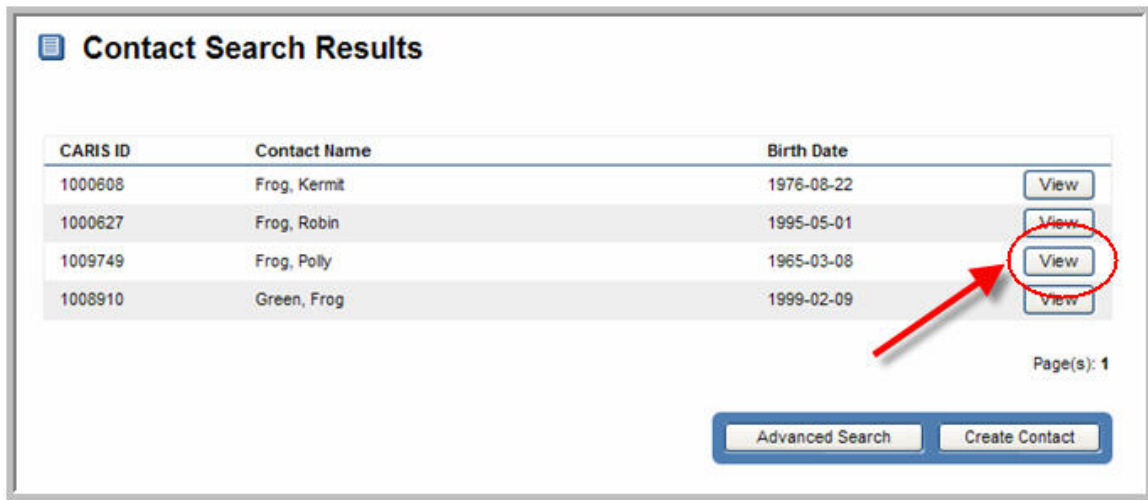 Contact Search Results
CARIS ID Contact Name Birth Date
1000608 Frog, Kermit 1976-08-22 View
1000627 Frog, Robin 1995-05-01 View
1009749 Frog, Polly 1965-03-08 View
1008910 Green, Frog 1999-02-09 View
Page(s): 1
Advanced Search Create Contact